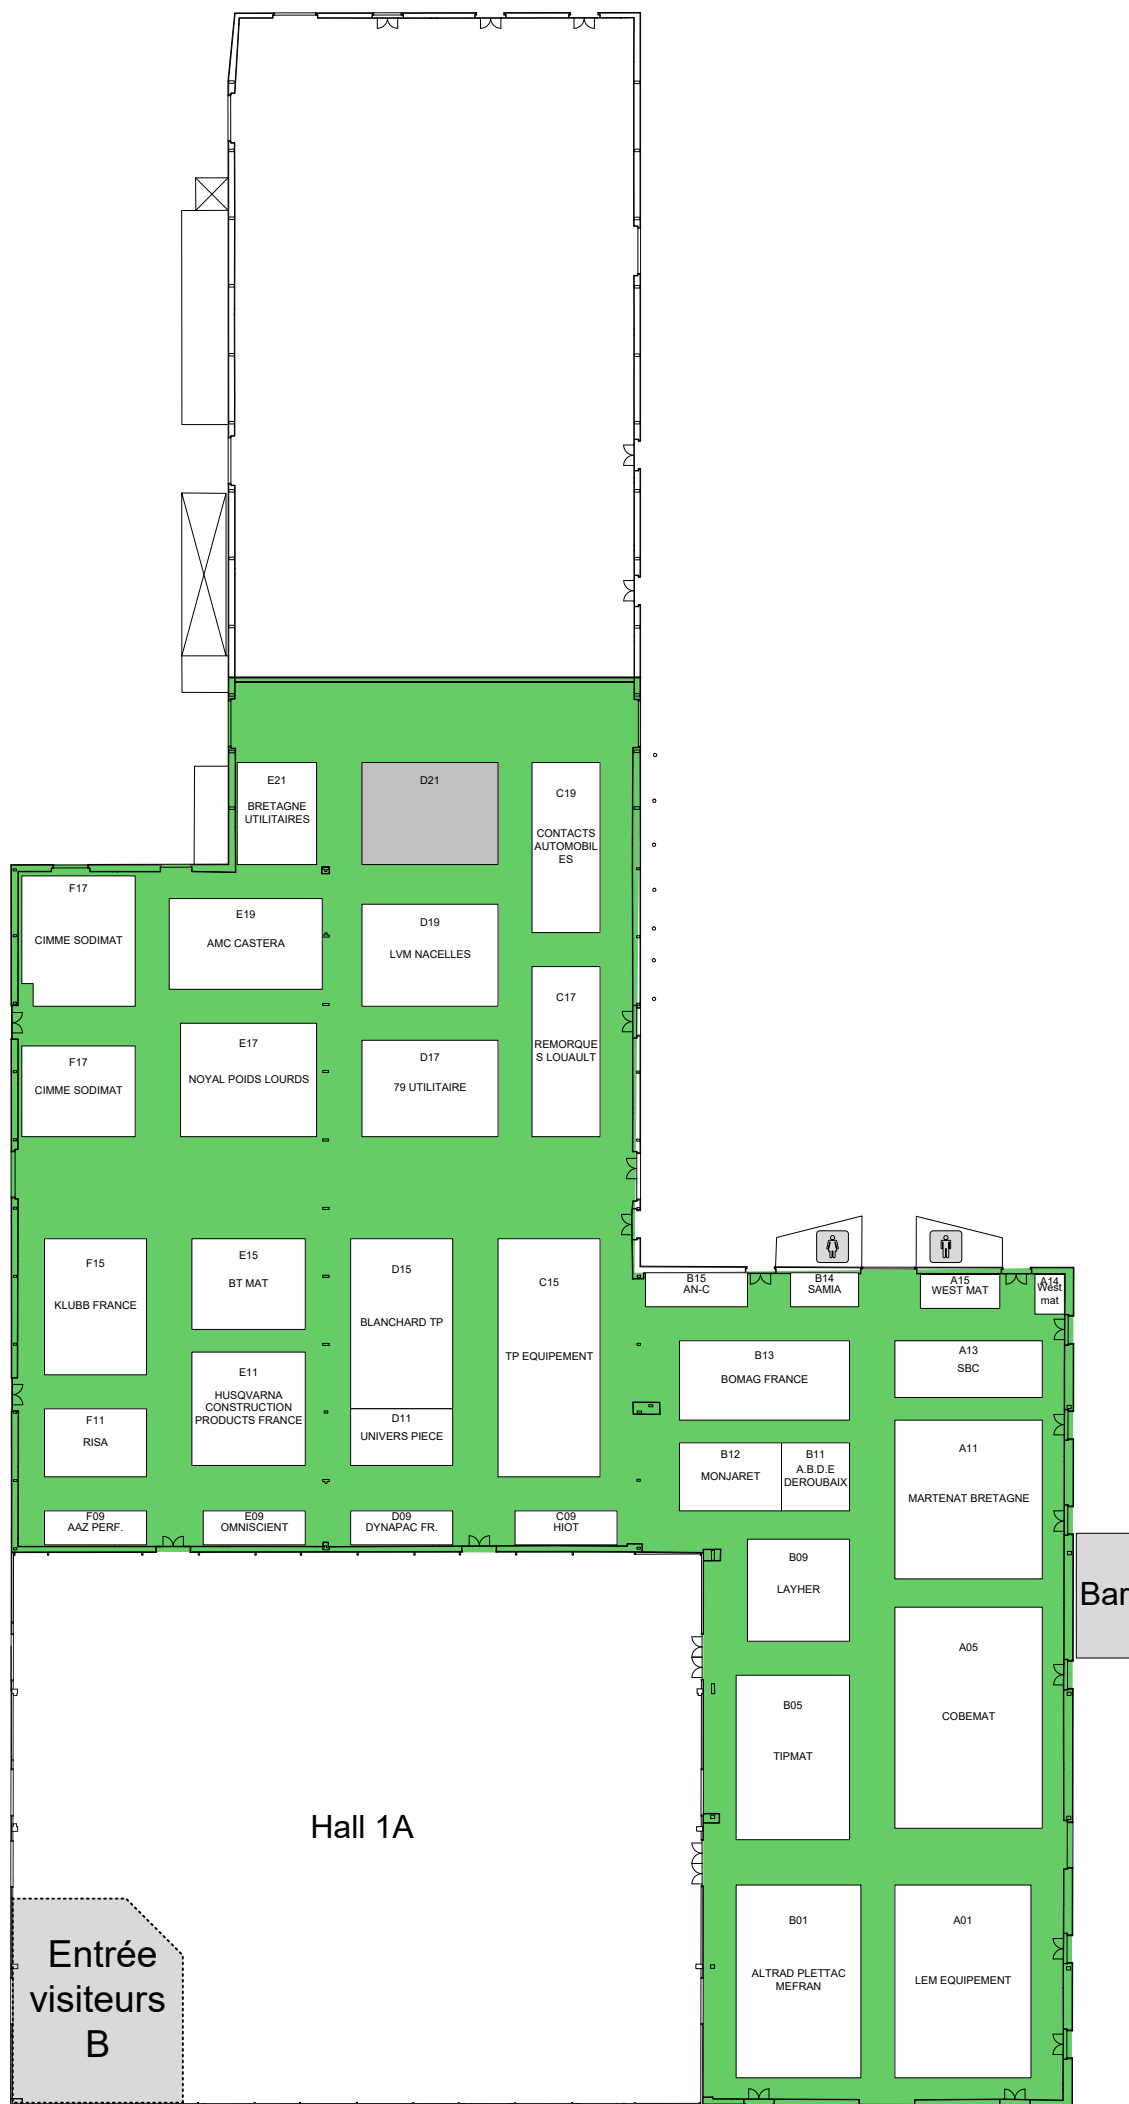 E21
BRETAGNE
UTILITAIRES
D21
C19
CONTACTS
AUTOMOBIL
ES
F17
CIMME SODIMAT
E19
AMC CASTERA
D19
LVM NACELLES
C17
REMORQUE
S LOUAULT
F17
CIMME SODIMAT
E17
NOYAL POIDS LOURDS
D17
79 UTILITAIRE
F15
KLUBB FRANCE
E15
BT MAT
D15
BLANCHARD TP
C15
TP EQUIPEMENT
B15
AN-C
B14
SAMIA
A15
WEST MAT
A14
West
mat
B13
BOMAG FRANCE
A13
SBC
E11
HUSQVARNA
CONSTRUCTION
PRODUCTS FRANCE
F11
RISA
D11
UNIVERS PIECE
B12
MONJARET
B11
A.B.D.E
DEROUBAIX
A11
MARTENAT BRETAGNE
F09
AAZ PERF.
E09
OMNISCIENT
D09
DYNAPAC FR.
C09
HIOT
B09
LAYHER
Bar
A05
COBEMAT
B05
TIPMAT
Hall 1A
B01
ALTRAD PLETTAC
MEFRAN
A01
LEM EQUIPEMENT
Entrée
visiteurs
B